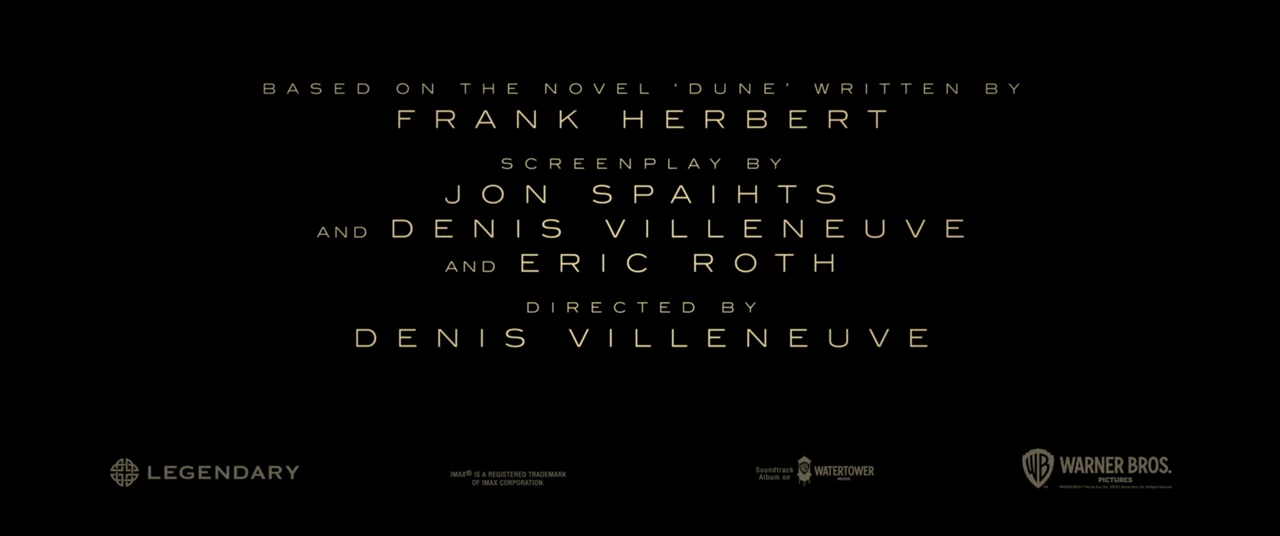 BASED ON THE NOVEL 'DUNE' WRITTEN BY
FRANK HERBERT
SCREENPLAY BY
JON SPAIHTS
AND DENIS VILLENEUVE
AND ERIC ROTH
DIRECTED BY
DENIS VILLENEUVE
LEGENDARY
IMAX® IS A REGISTERED TRADEMARK
OF IMAX CORPORATION.
Soundtrack
Album on
WATERTOWER
MUSIC
WB
WARNER BROS.
PICTURES